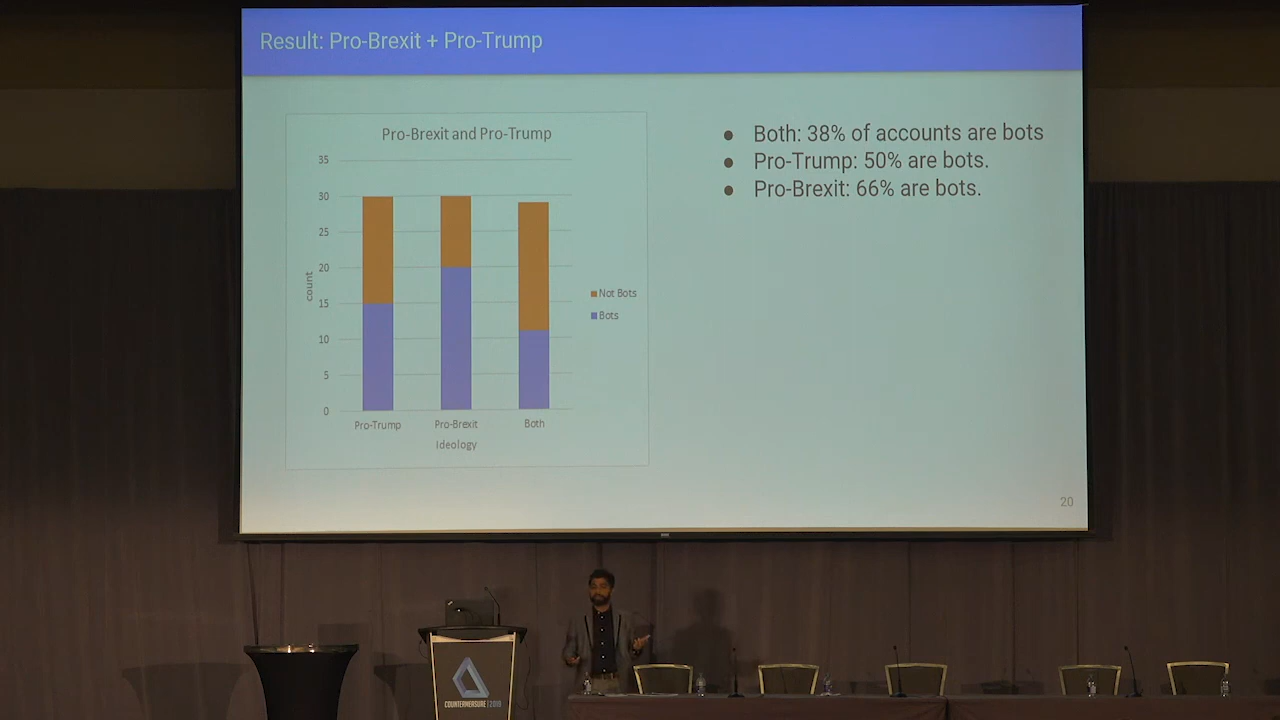 Result: Pro-Brexit + Pro-Trump
Pro-Brexit and Pro-Trump
35
30
25
20
15
10
5
0
count
Pro-Trump
Pro-Brexit
Both
Ideology
Not Bots
Bots
Both: 38% of accounts are bots
Pro-Trump: 50% are bots.
Pro-Brexit: 66% are bots.
20
COUNTERMEASURE | 2019